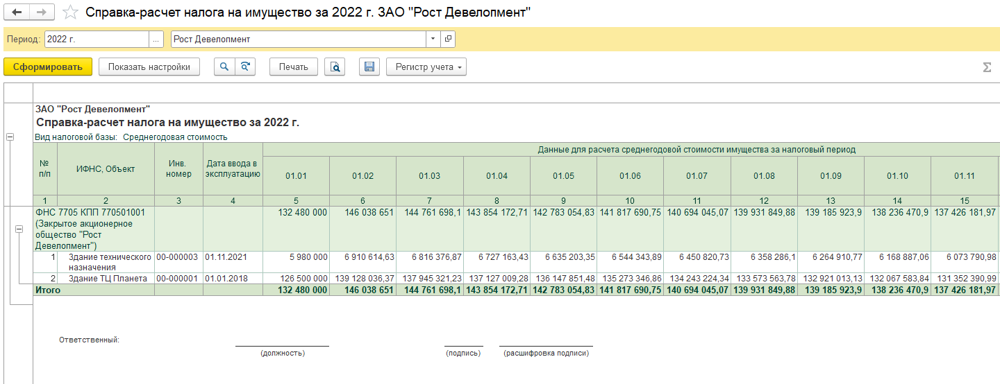 Справка-расчет налога на имущество за 2022 г. ЗАО "Рост Девелопмент"
Период: 2022 г. ... Рост Девелопмент
Сформировать Показать настройки Печать Регистр учета Σ
ЗАО "Рост Девелопмент"
Справка-расчет налога на имущество за 2022 г.
Вид налоговой базы: Среднегодовая стоимость
№ п/п ИФНС, Объект Инв. номер Дата ввода в эксплуатацию Данные для расчета среднегодовой стоимости имущества за налоговый период
01.01 01.02 01.03 01.04 01.05 01.06 01.07 01.08 01.09 01.10 01.11
1 2 3 4 5 6 7 8 9 10 11 12 13 14 15
ФНС 7705 КПП 770501001 132 480 000 146 038 651 144 761 698,1 143 854 172,71 142 783 054,83 141 817 690,75 140 694 045,07 139 931 849,88 139 185 923,9 138 236 470,9 137 426 181,97
(Закрытое акционерное
общество "Рост
Девелопмент")
1 Здание технического 00-000003 01.11.2021 5 980 000 6 910 614,63 6 816 376,87 6 727 163,43 6 635 203,35 6 544 343,89 6 450 820,73 6 358 286,1 6 264 910,77 6 168 887,06 6 073 790,98
назначения
2 Здание ТЦ Планета 00-000001 01.01.2018 126 500 000 139 128 036,37 137 945 321,23 137 127 009,28 136 147 851,48 135 273 346,86 134 243 224,34 133 573 563,78 132 921 013,13 132 067 583,84 131 352 390,99
Итого 132 480 000 146 038 651 144 761 698,1 143 854 172,71 142 783 054,83 141 817 690,75 140 694 045,07 139 931 849,88 139 185 923,9 138 236 470,9 137 426 181,97
Ответственный:
(должность) (подпись) (расшифровка подписи)